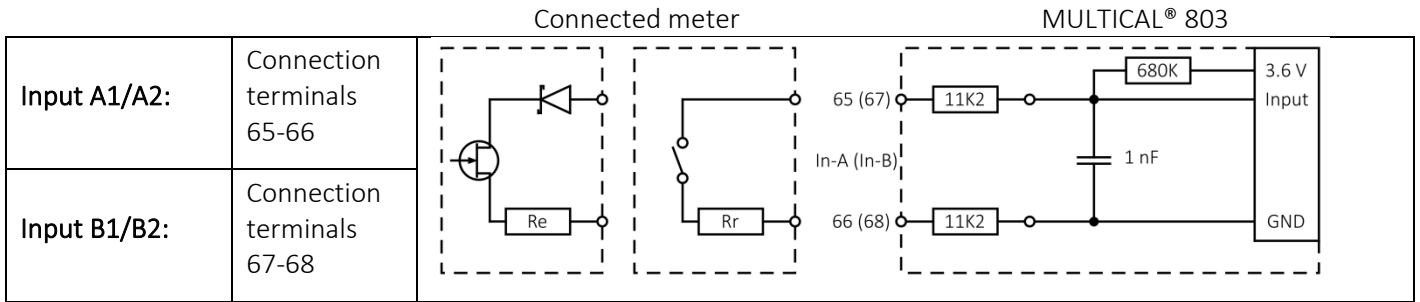 Connected meter
MULTICAL® 803
Input A1/A2:
Connection
terminals
65-66
Input B1/B2:
Connection
terminals
67-68
Re
Rr
65 (67)
In-A (In-B)
66 (68)
11K2
11K2
680K
1 nF
3.6 V
Input
GND